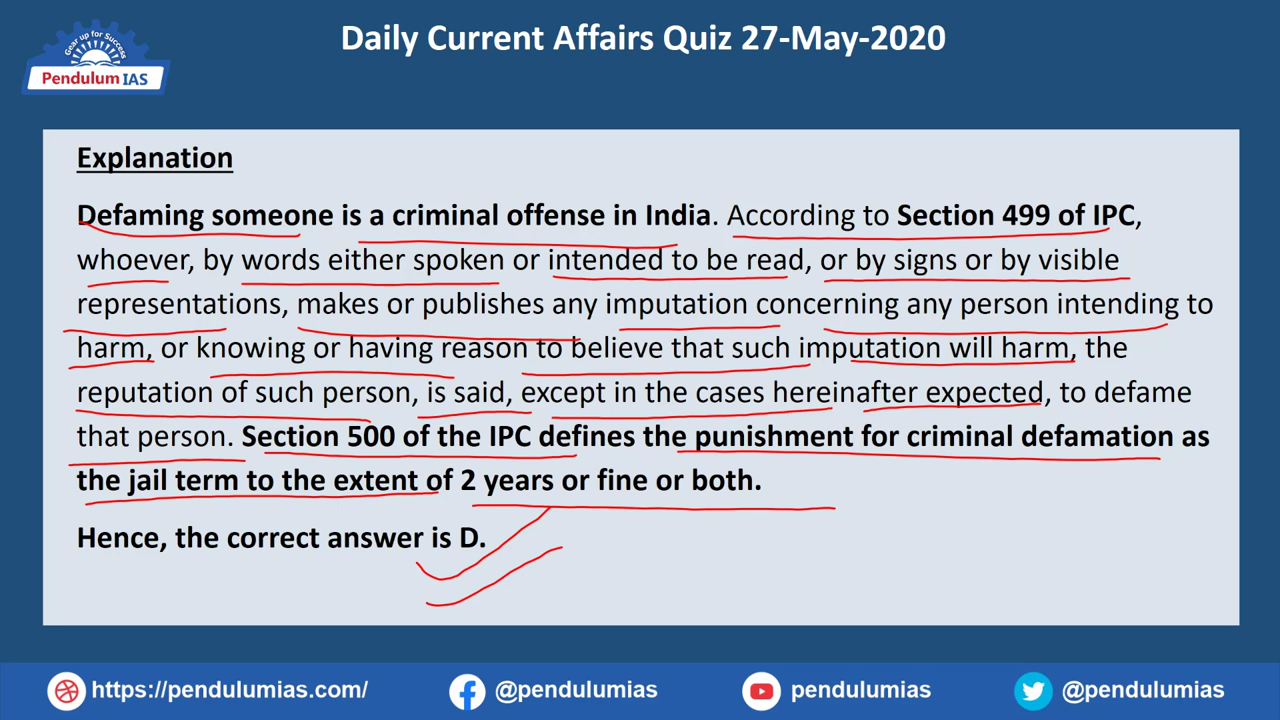 Daily Current Affairs Quiz 27-May-2020
Gear up for Success
Pendulum IAS
Explanation
Defaming someone is a criminal offense in India. According to Section 499 of IPC,
whoever, by words either spoken or intended to be read, or by signs or by visible
representations, makes or publishes any imputation concerning any person intending to
harm, or knowing or having reason to believe that such imputation will harm, the
reputation of such person, is said, except in the cases hereinafter expected, to defame
that person. Section 500 of the IPC defines the punishment for criminal defamation as
the jail term to the extent of 2 years or fine or both.
Hence, the correct answer is D.
https://pendulumias.com/ @pendulumias pendulumias @pendulumias